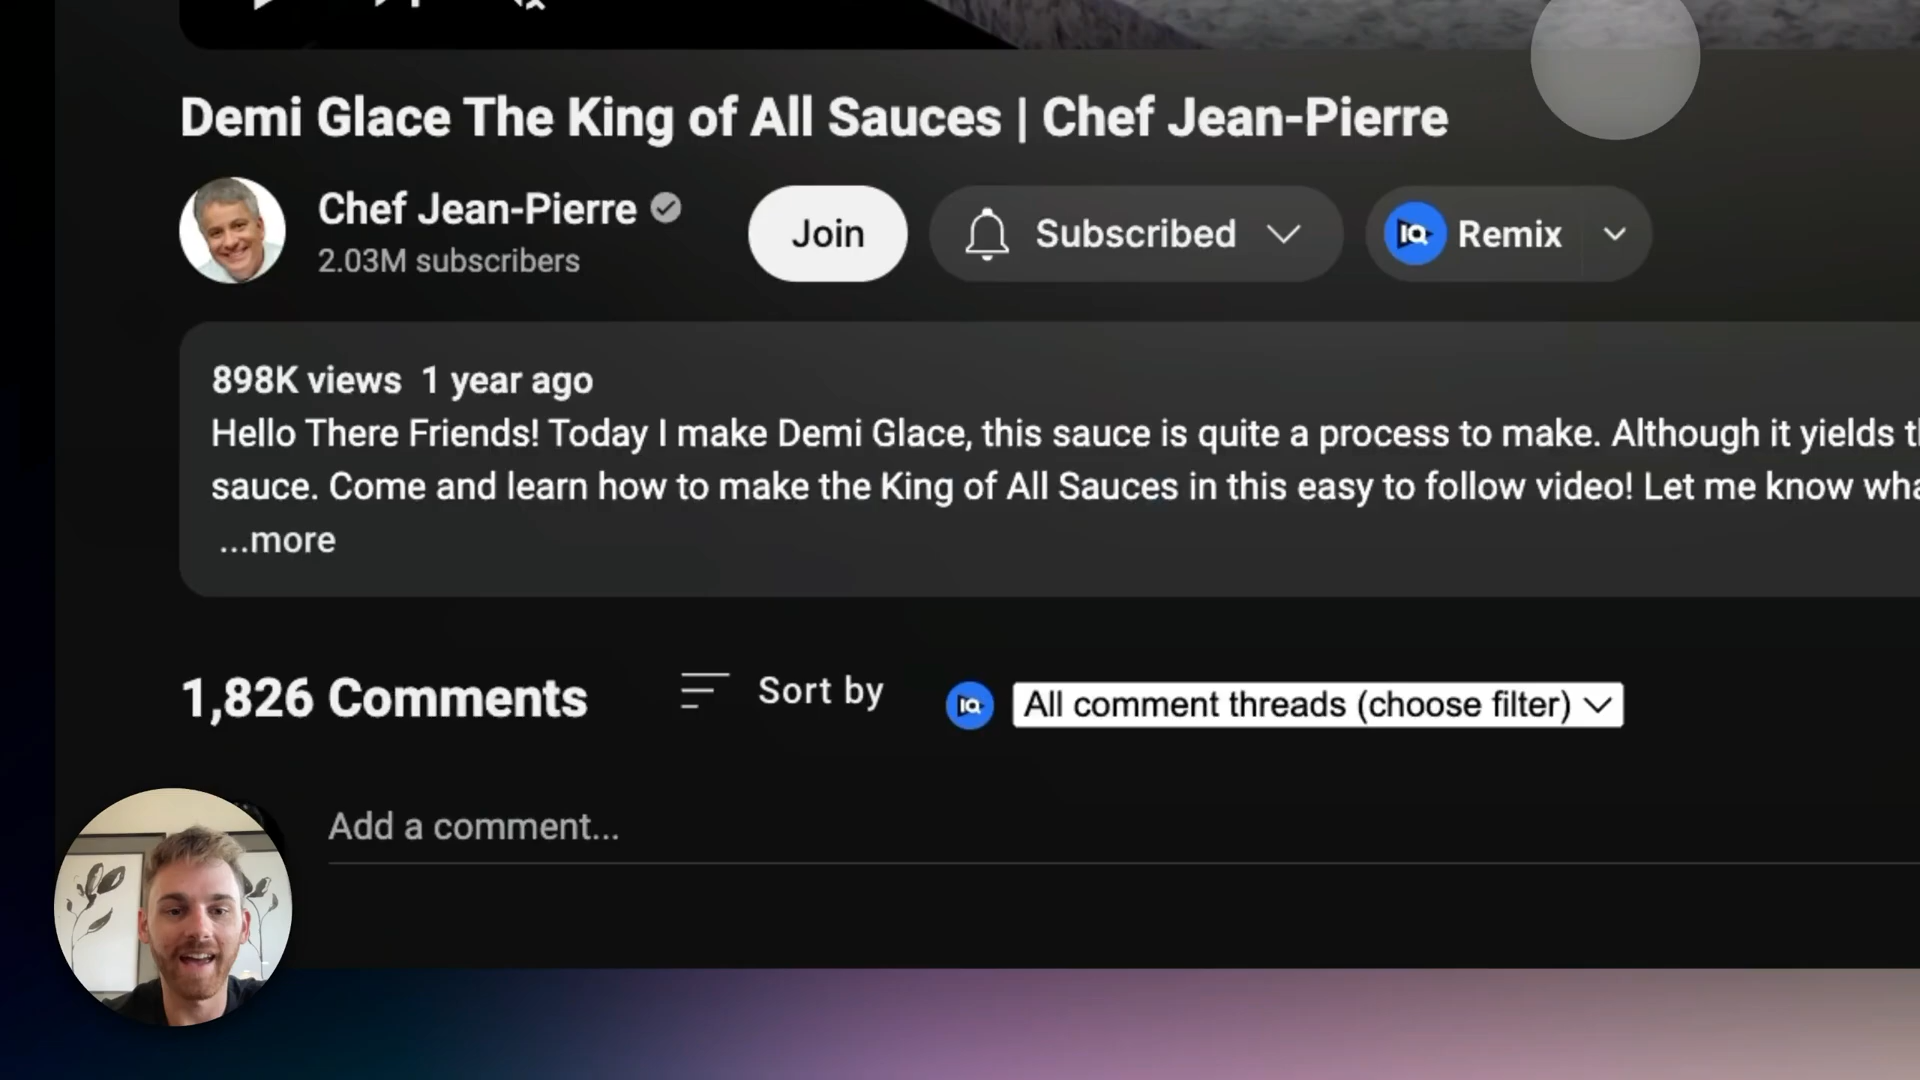 Demi Glace The King of All Sauces | Chef Jean-Pierre
Chef Jean-Pierre
2.03M subscribers
Join
Subscribed
IQ
Remix
898K views 1 year ago
Hello There Friends! Today I make Demi Glace, this sauce is quite a process to make. Although it yields
sauce. Come and learn how to make the King of All Sauces in this easy to follow video! Let me know
...more
1,826 Comments
Sort by
IQ
All comment threads (choose filter)
Add a comment...